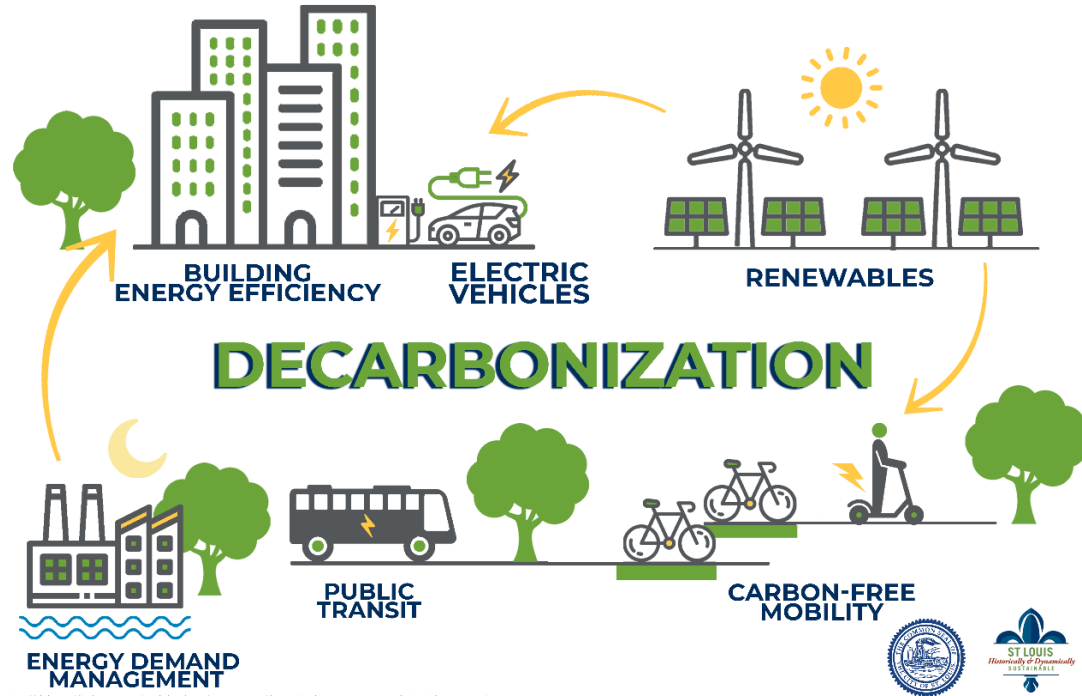 BUILDING
ENERGY EFFICIENCY
ELECTRIC
VEHICLES
RENEWABLES
DECARBONIZATION
PUBLIC
TRANSIT
CARBON-FREE
MOBILITY
ENERGY DEMAND
MANAGEMENT
ST LOUIS
Historically & Dynamically
SUSTAINABLE